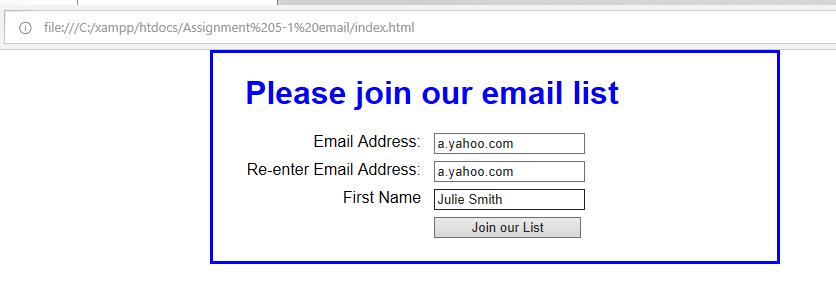 file:///C:/xampp/htdocs/Assignment%205-1%20email/index.html
Please join our email list
Email Address: a.yahoo.com
Re-enter Email Address: a.yahoo.com
First Name Julie Smith
Join our List